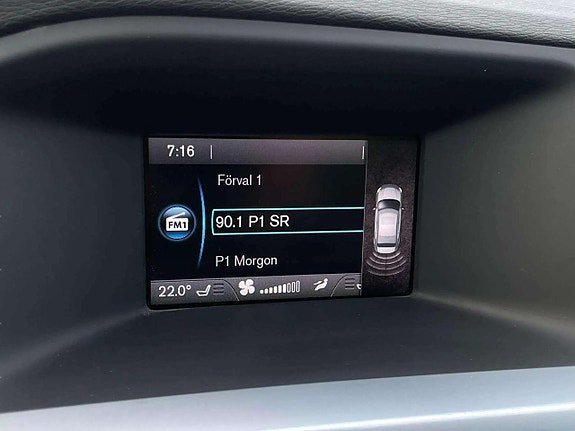 7:16
Förval 1
FM1
90.1 P1 SR
P1 Morgon
22.0°